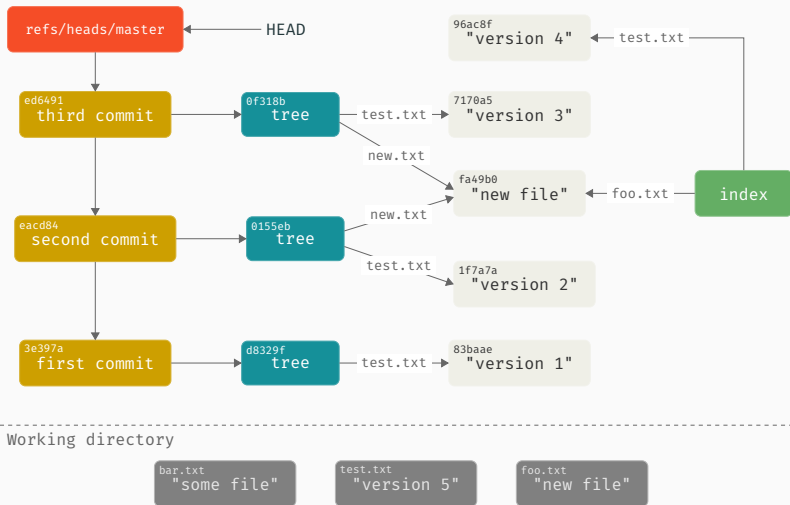 refs/heads/master
HEAD
96ac8f
"version 4"
test.txt
ed6491
third commit
0f318b
tree
test.txt
7170a5
"version 3"
new.txt
fa49b0
"new file"
foo.txt
index
eacd84
second commit
0155eb
tree
new.txt
test.txt
1f7a7a
"version 2"
3e397a
first commit
d8329f
tree
test.txt
83baae
"version 1"
Working directory
bar.txt
"some file"
test.txt
"version 5"
foo.txt
"new file"